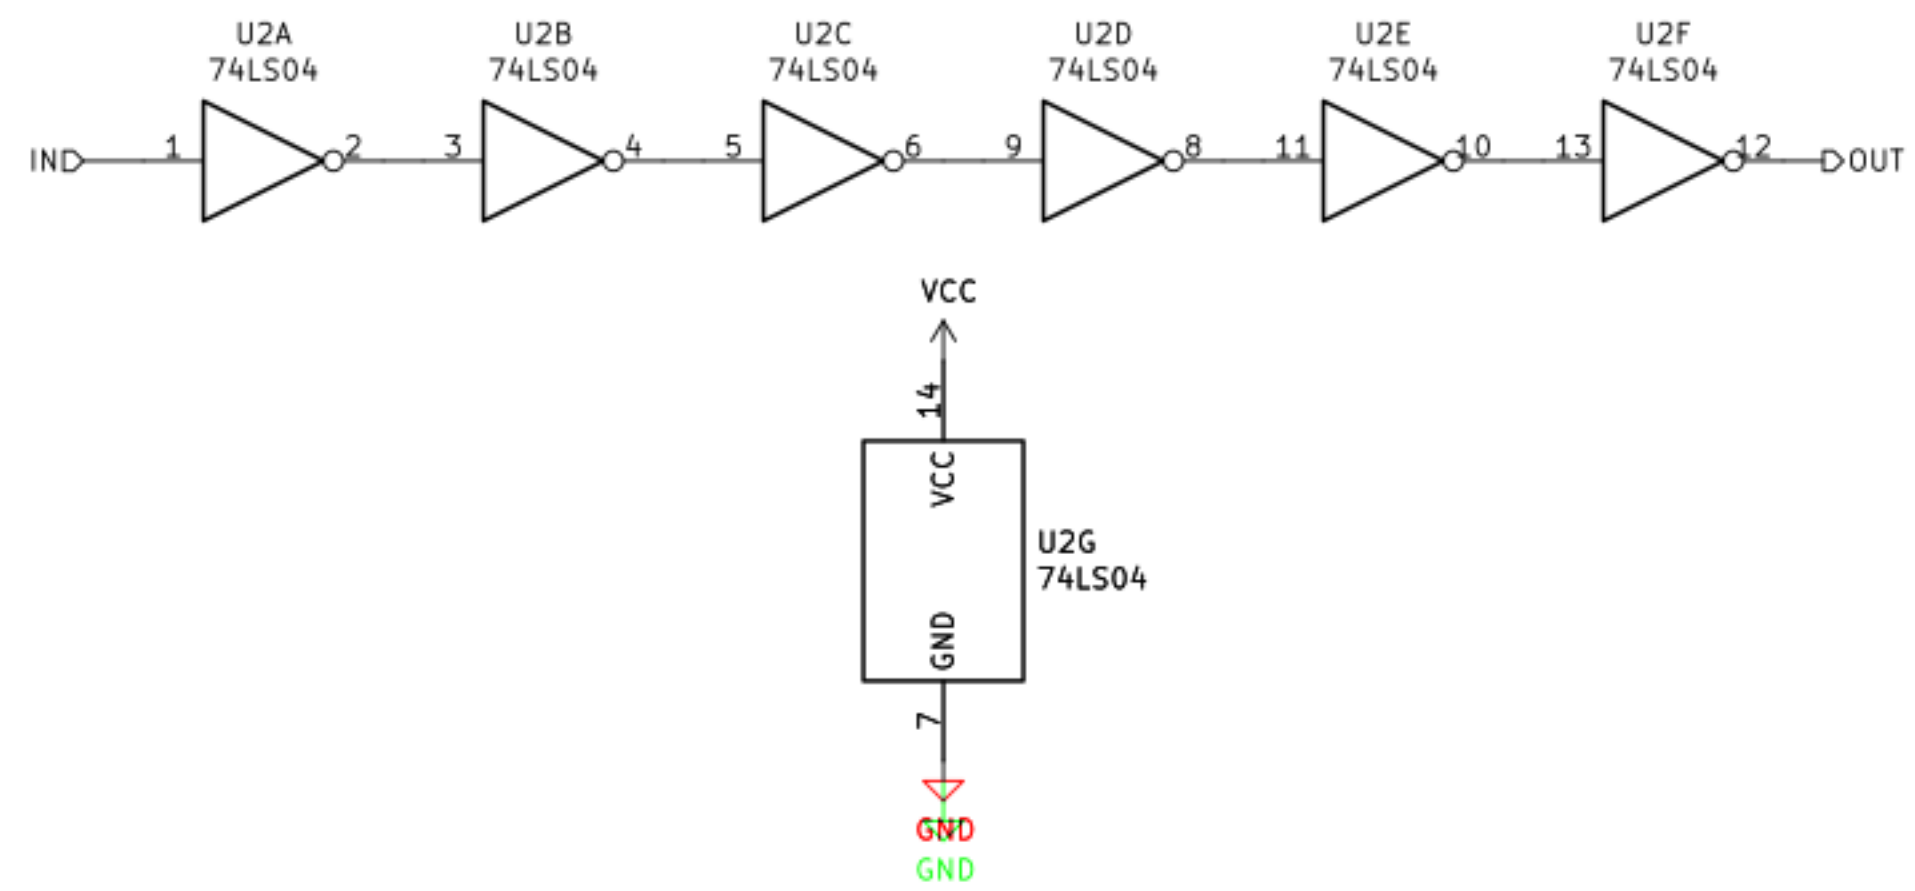 U2A U2B U2C U2D U2E U2F
74LS04 74LS04 74LS04 74LS04 74LS04 74LS04
IN 1 2 3 4 5 6 9 8 11 10 13 12 OUT
VCC
14
VCC
U2G
74LS04
GND
7
GND
GND